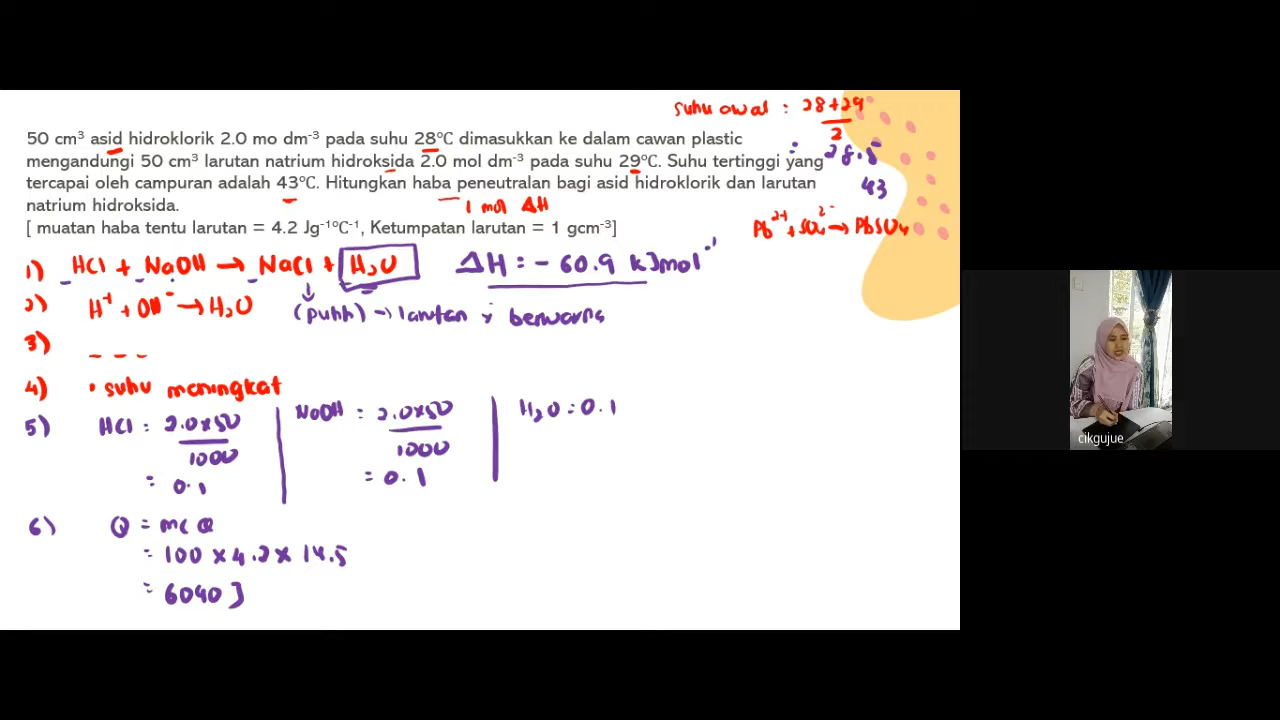 suhu awal : 28+29
2
: 28.5
43
50 cm³ asid hidroklorik 2.0 mo dm⁻³ pada suhu 28°C dimasukkan ke dalam cawan plastic
mengandungi 50 cm³ larutan natrium hidroksida 2.0 mol dm⁻³ pada suhu 29°C. Suhu tertinggi yang
tercapai oleh campuran adalah 43°C. Hitungkan haba peneutralan bagi asid hidroklorik dan larutan
natrium hidroksida.
1 mol ΔH
[ muatan haba tentu larutan = 4.2 Jg⁻¹°C⁻¹, Ketumpatan larutan = 1 gcm⁻³]
Pb²⁺ + SO₄²⁻ → PbSO₄
1) HCl + NaOH → NaCl + H₂O ΔH = - 60.9 kJmol⁻¹
2) H⁺ + OH⁻ → H₂O
(putih) → larutan x berwarna
3) - - -
4) • suhu meningkat
5) HCl : 2.0x50 NaOH : 2.0x50 H₂O = 0.1
1000 1000
= 0.1 = 0.1
6) Q = mcθ
= 100 x 4.2 x 14.5
= 6090 J
cikgujue